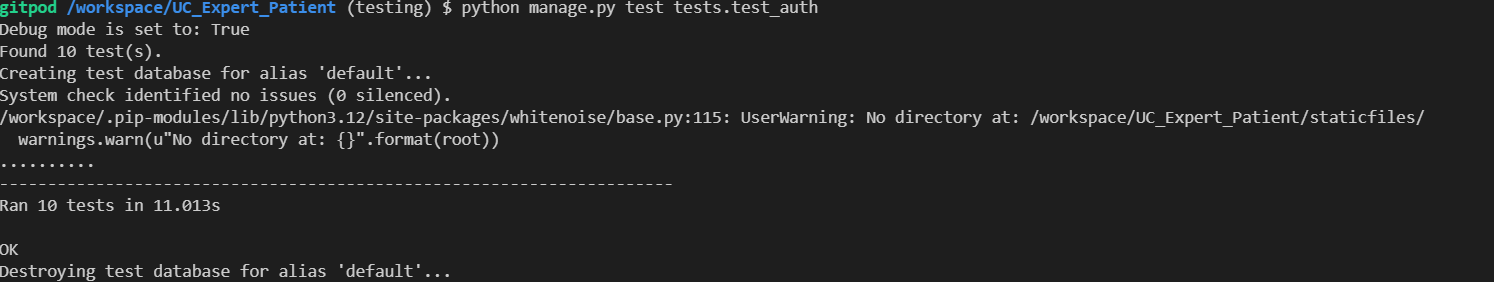 gitpod /workspace/UC_Expert_Patient (testing) $ python manage.py test tests.test_auth
Debug mode is set to: True
Found 10 test(s).
Creating test database for alias 'default'...
System check identified no issues (0 silenced).
/workspace/.pip-modules/lib/python3.12/site-packages/whitenoise/base.py:115: UserWarning: No directory at: /workspace/UC_Expert_Patient/staticfiles/
  warnings.warn(u"No directory at: {}".format(root))
..........
----------------------------------------------------------------------
Ran 10 tests in 11.013s

OK
Destroying test database for alias 'default'...